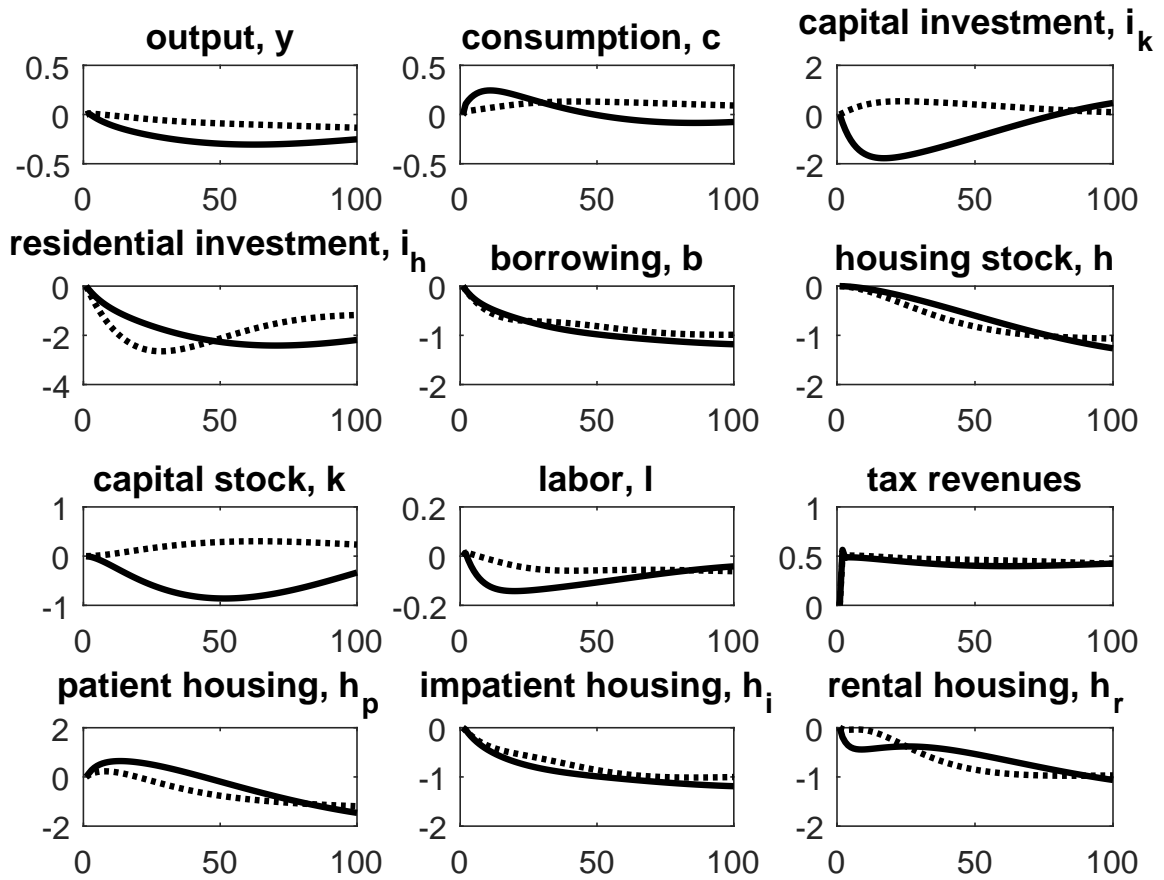 output, y
consumption, c
capital investment, i_k
0.5
0
-0.5
0 50 100
0.5
0
-0.5
0 50 100
2
0
-2
0 50 100
residential investment, i_h
borrowing, b
housing stock, h
0
-2
-4
0 50 100
0
-1
-2
0 50 100
0
-1
-2
0 50 100
capital stock, k
labor, l
tax revenues
1
0
-1
0 50 100
0.2
0
-0.2
0 50 100
1
0.5
0
0 50 100
patient housing, h_p
impatient housing, h_i
rental housing, h_r
2
0
-2
0 50 100
0
-1
-2
0 50 100
0
-1
-2
0 50 100